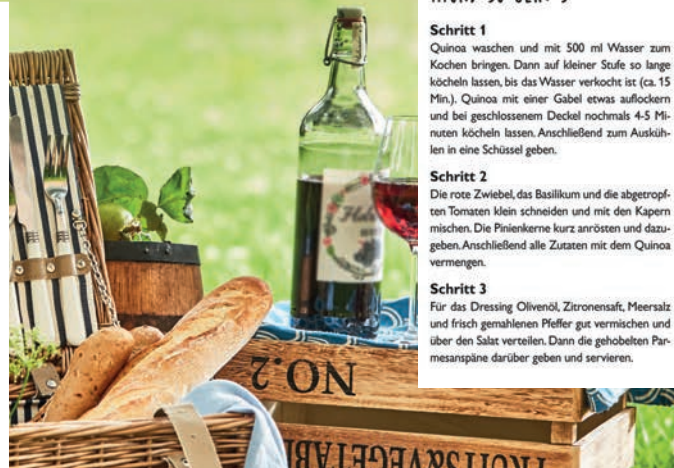 Schritt 1
Quinoa waschen und mit 500 ml Wasser zum
Kochen bringen. Dann auf kleiner Stufe so lange
köcheln lassen, bis das Wasser verkocht ist (ca. 15
Min.). Quinoa mit einer Gabel etwas auflockern
und bei geschlossenem Deckel nochmals 4-5 Mi-
nuten köcheln lassen. Anschließend zum Ausküh-
len in eine Schüssel geben.
Schritt 2
Die rote Zwiebel, das Basilikum und die abgetropf-
ten Tomaten klein schneiden und mit den Kapern
mischen. Die Pinienkerne kurz anrösten und dazu-
geben. Anschließend alle Zutaten mit dem Quinoa
vermengen.
Schritt 3
Für das Dressing Olivenöl, Zitronensaft, Meersalz
und frisch gemahlenen Pfeffer gut vermischen und
über den Salat verteilen. Dann die gehobelten Par-
mesanspäne darüber geben und servieren.
NO.2
FRUITS&VEGETABL